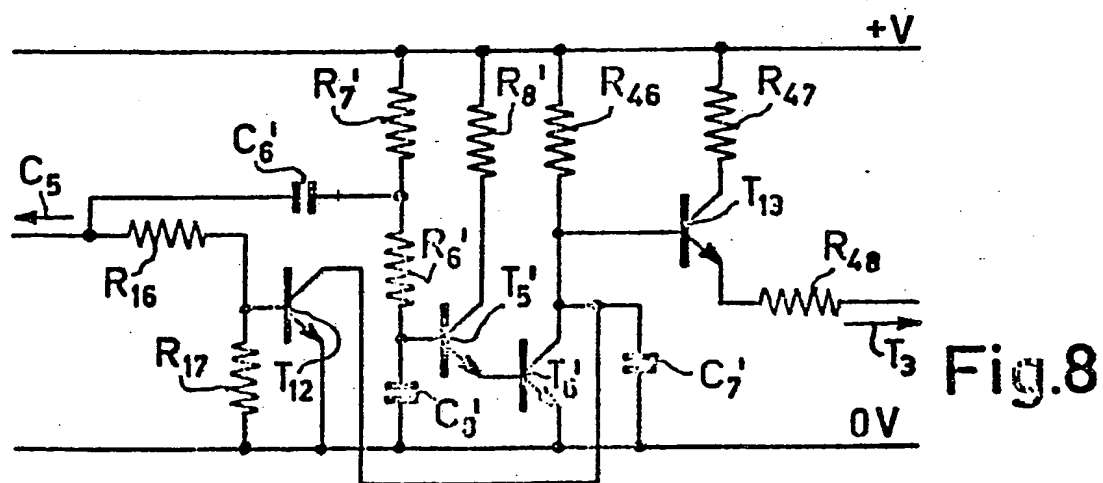 +V
R7'
R8'
R46
R47
C6'
C5
T13
R16
R6'
R48
T5'
R17
T12
T6'
C7'
T3
Fig.8
0V